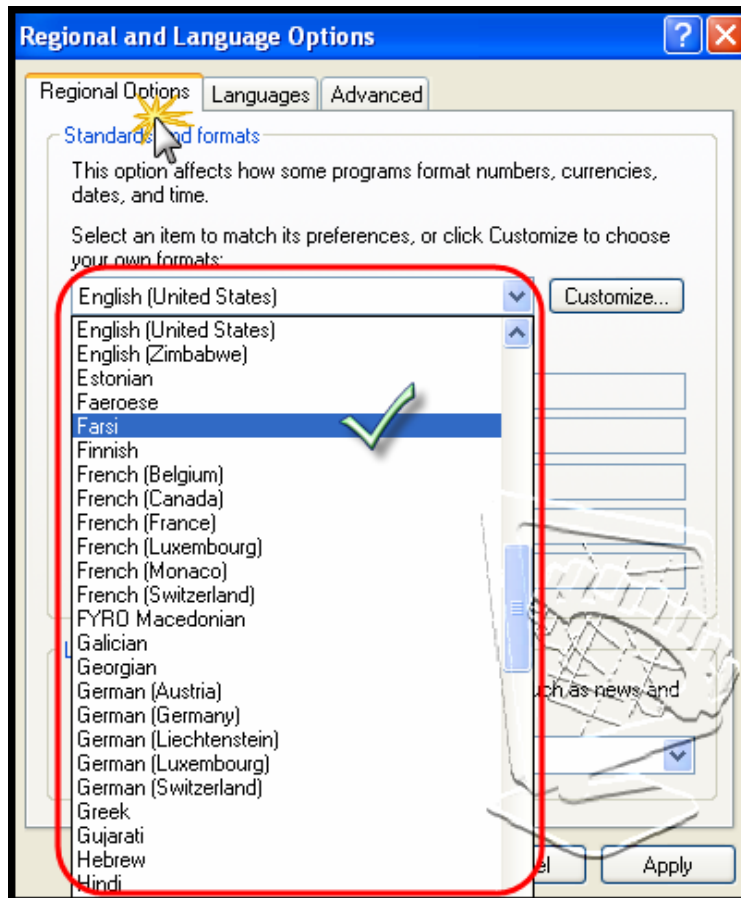 Regional and Language Options
Regional Options Languages Advanced
Standards and formats
This option affects how some programs format numbers, currencies,
dates, and time.
Select an item to match its preferences, or click Customize to choose
your own formats:
English (United States)
Customize...
English (United States)
English (Zimbabwe)
Estonian
Faeroese
Farsi
Finnish
French (Belgium)
French (Canada)
French (France)
French (Luxembourg)
French (Monaco)
French (Switzerland)
FYRO Macedonian
Galician
Georgian
German (Austria)
German (Germany)
German (Liechtenstein)
German (Luxembourg)
German (Switzerland)
Greek
Gujarati
Hebrew
Hindi
as news and
Apply